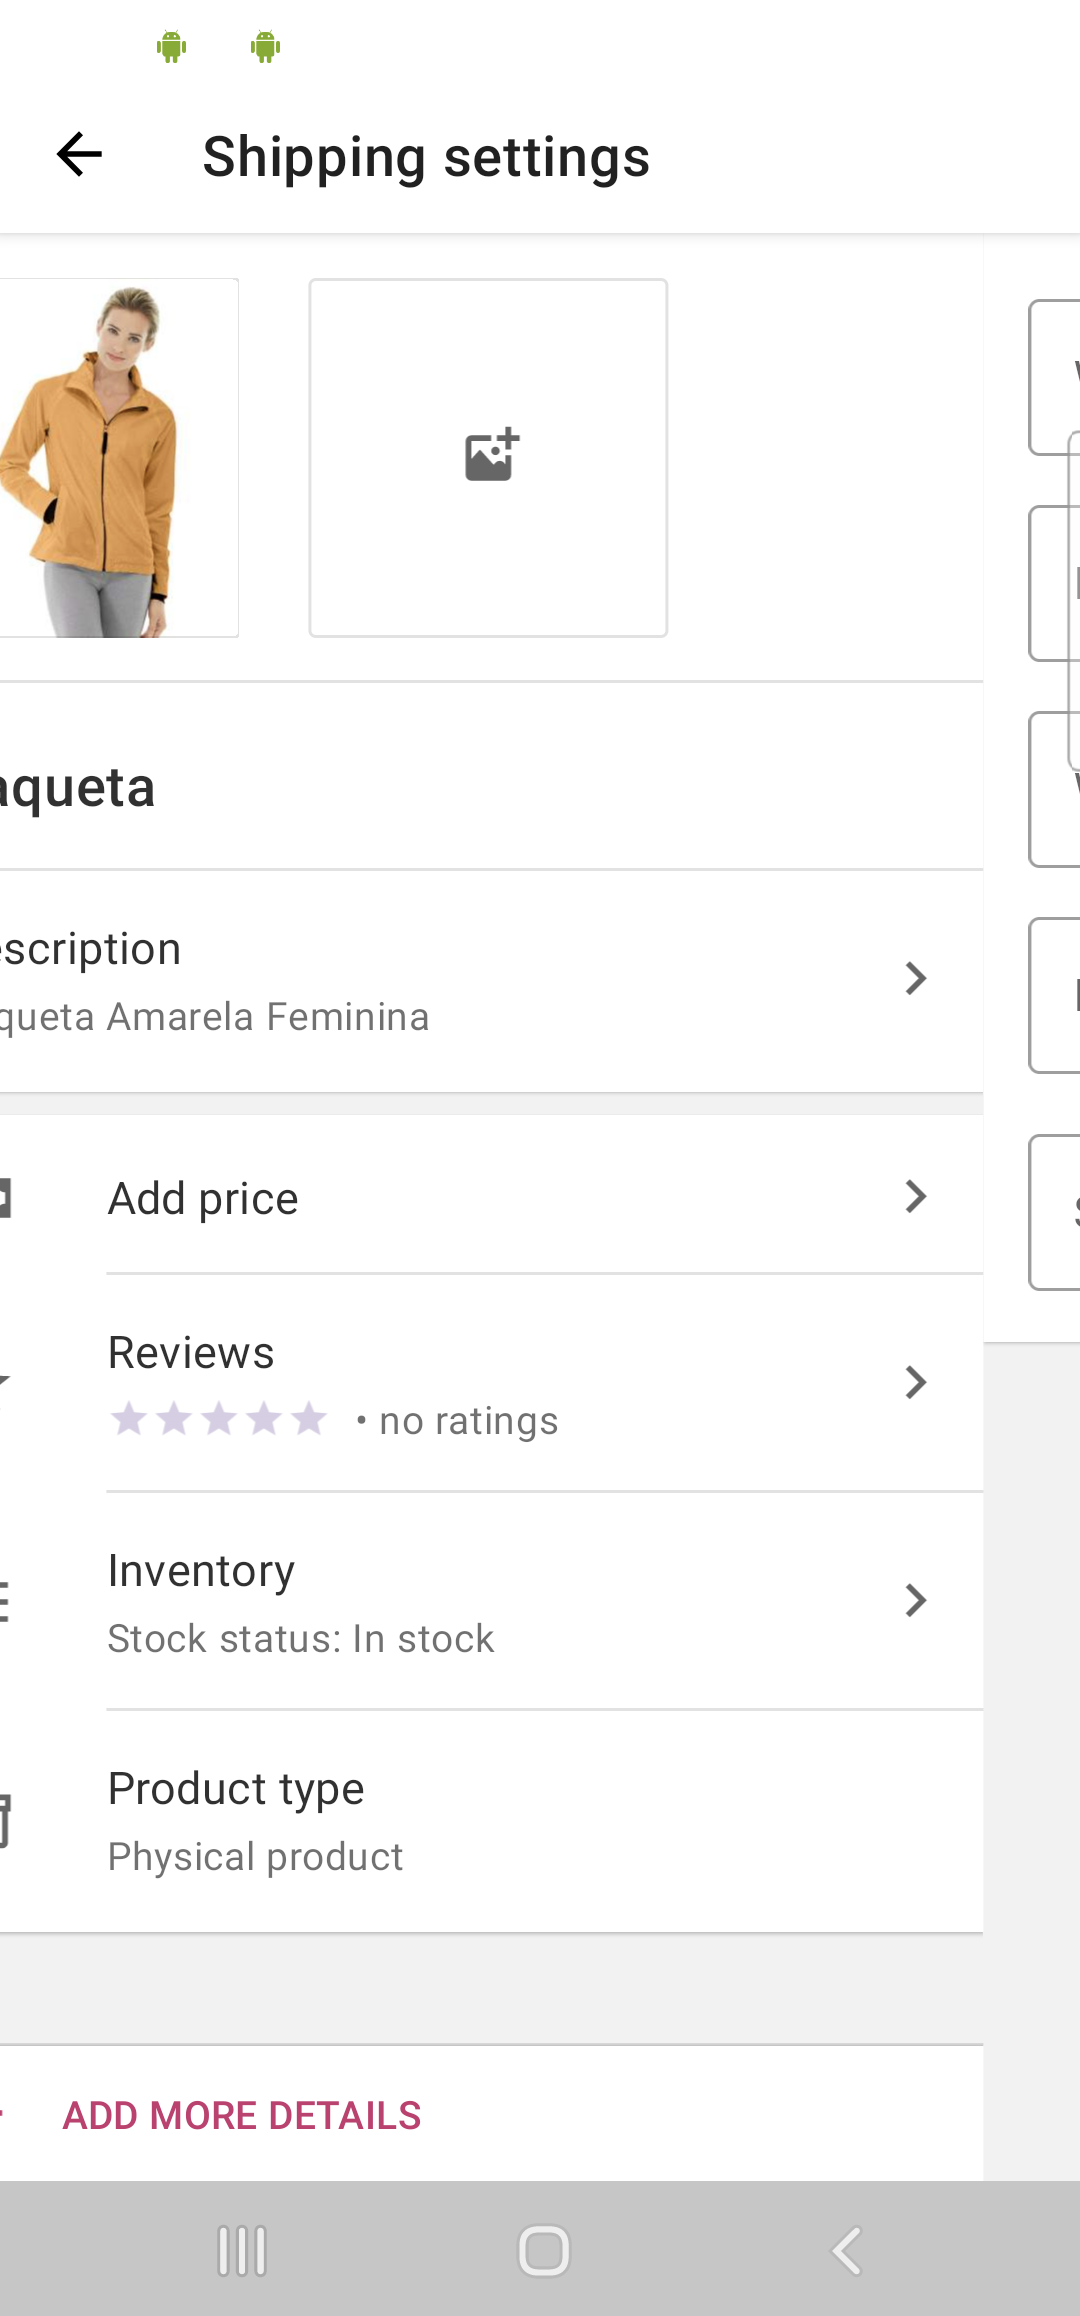 Shipping settings
aqueta
escription
queta Amarela Feminina
Add price
Reviews
• no ratings
Inventory
Stock status: In stock
Product type
Physical product
ADD MORE DETAILS